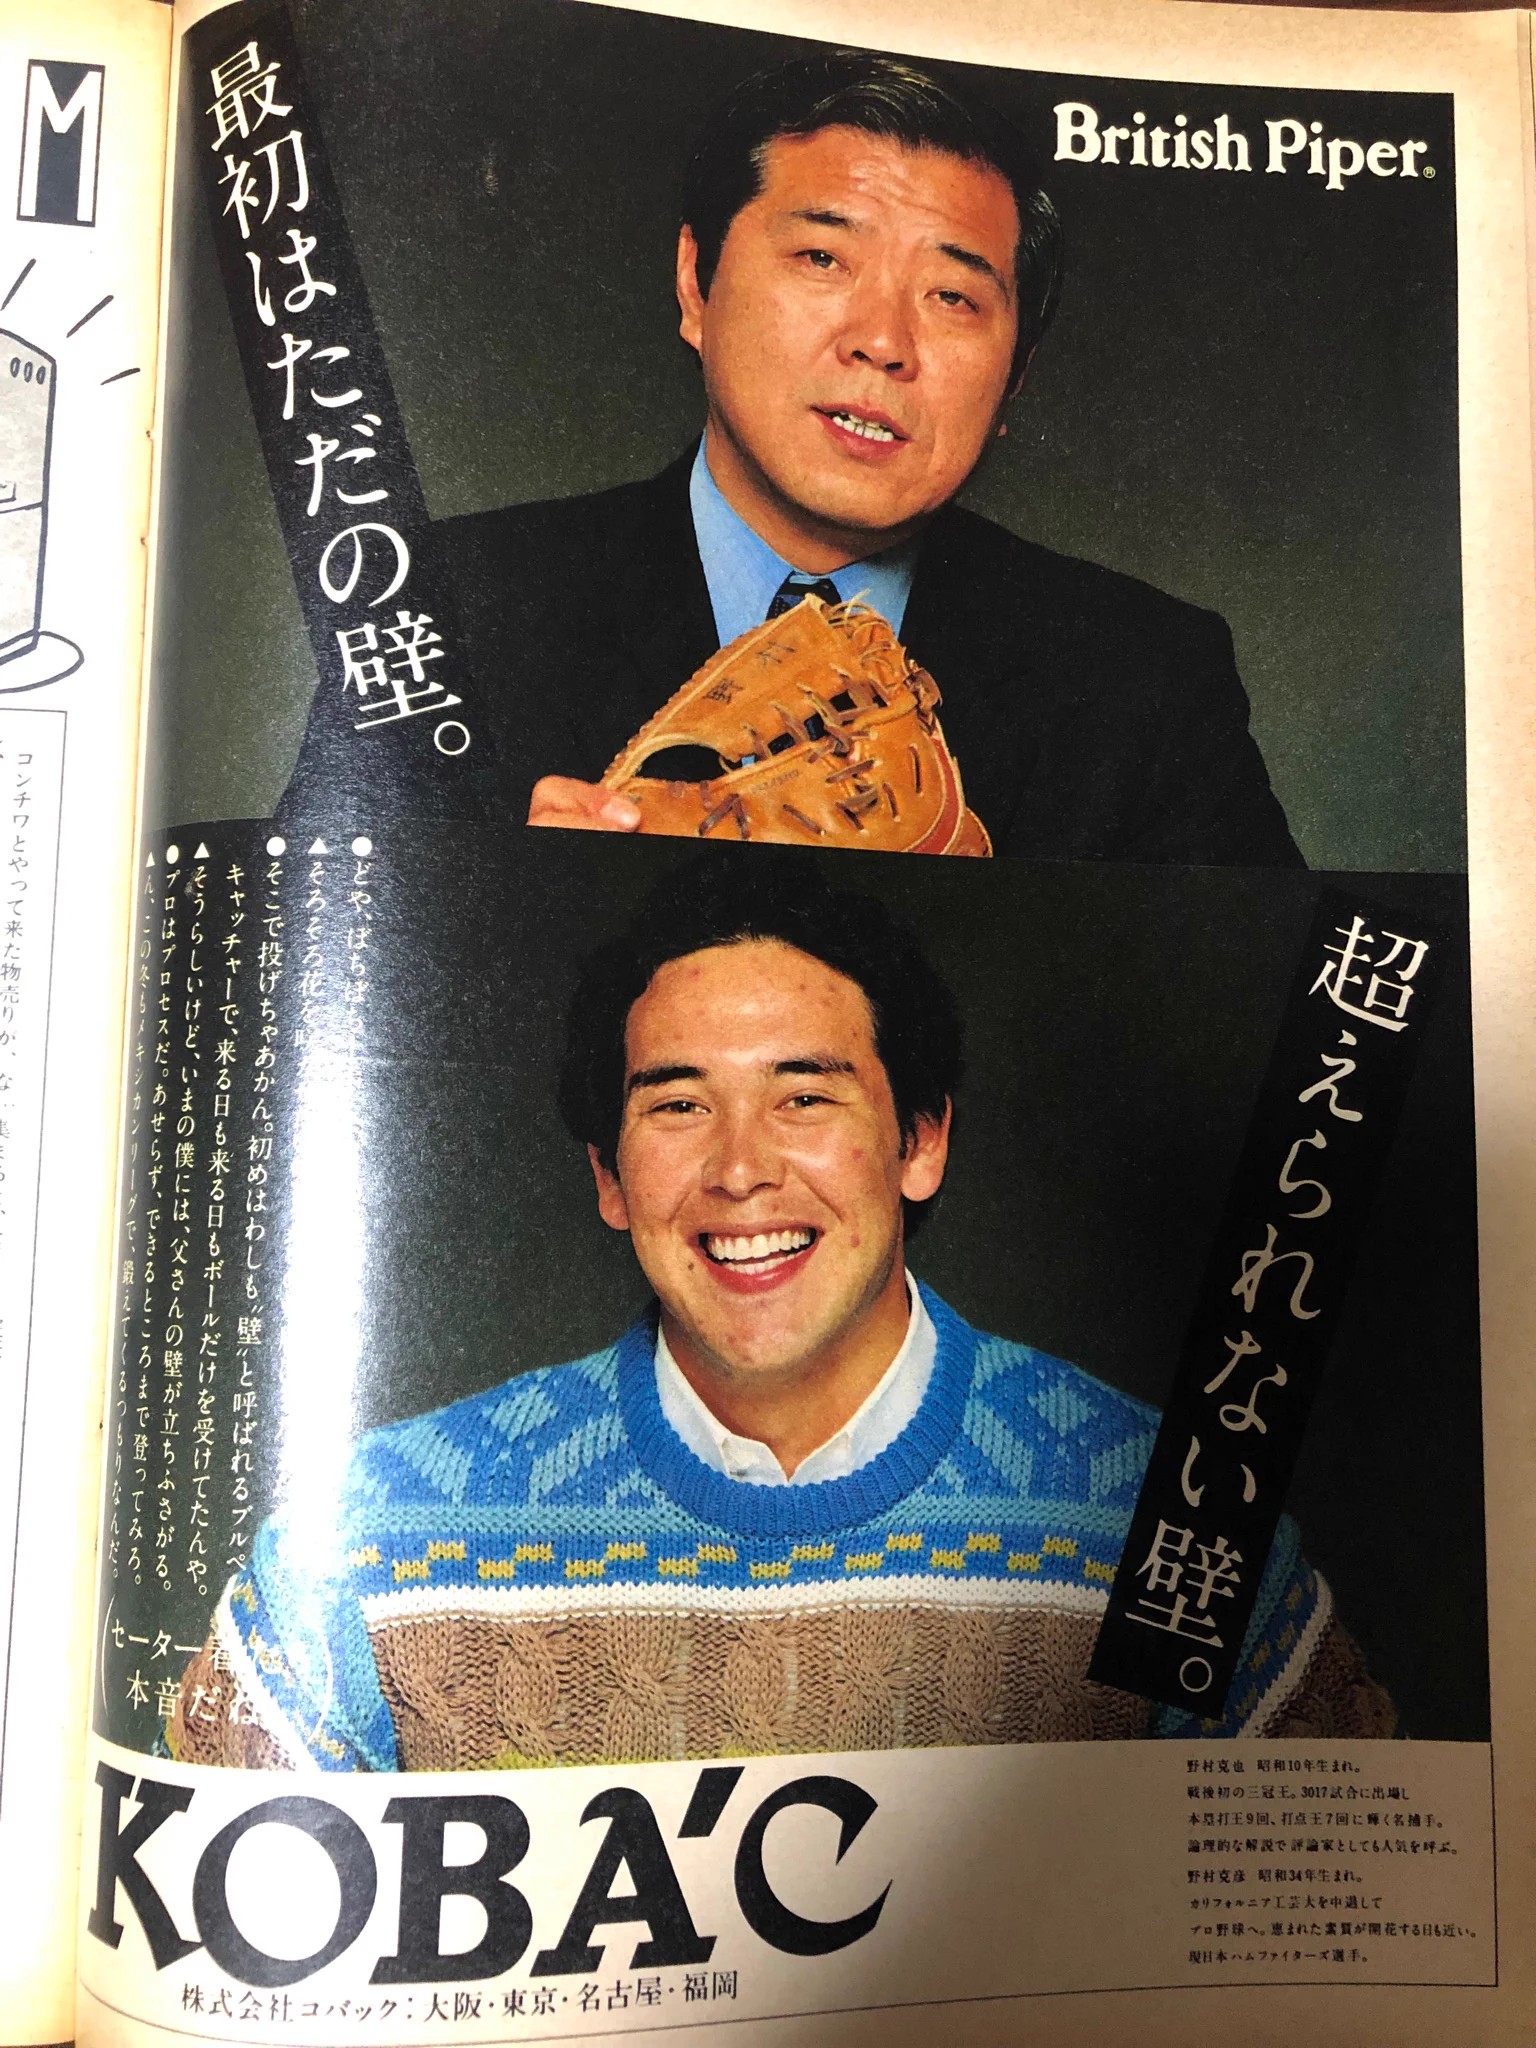 British Piper®
最初はただの壁。
野村
超えられない壁。
●どや、ぼちぼち
▲そろそろ花を咲
●そこで投げちゃあかん。初めはわしも“壁”と呼ばれるブルペン
キャッチャーで、来る日も来る日もボールだけを受けてたんや。
▲そうらしいけど、いまの僕には、父さんの壁が立ちふさがる。
●プロはプロセスだ。あせらず、できるところまで登ってみろ。
▲ん、この冬もメキシカンリーグで、鍛えてくるつもりなんだ。
セーター着
本音だね
KOBA'C
株式会社コバック：大阪・東京・名古屋・福岡
野村克也 昭和10年生まれ。
戦後初の三冠王。3017試合に出場し
本塁打王9回、打点王7回に輝く名捕手。
論理的な解説で評論家としても人気を呼ぶ。
野村克彦 昭和34年生まれ。
カリフォルニア工芸大を中退して
プロ野球へ。恵まれた素質が開花する日も近い。
現日本ハムファイターズ選手。
M
コンチワとやって来た物売りが、